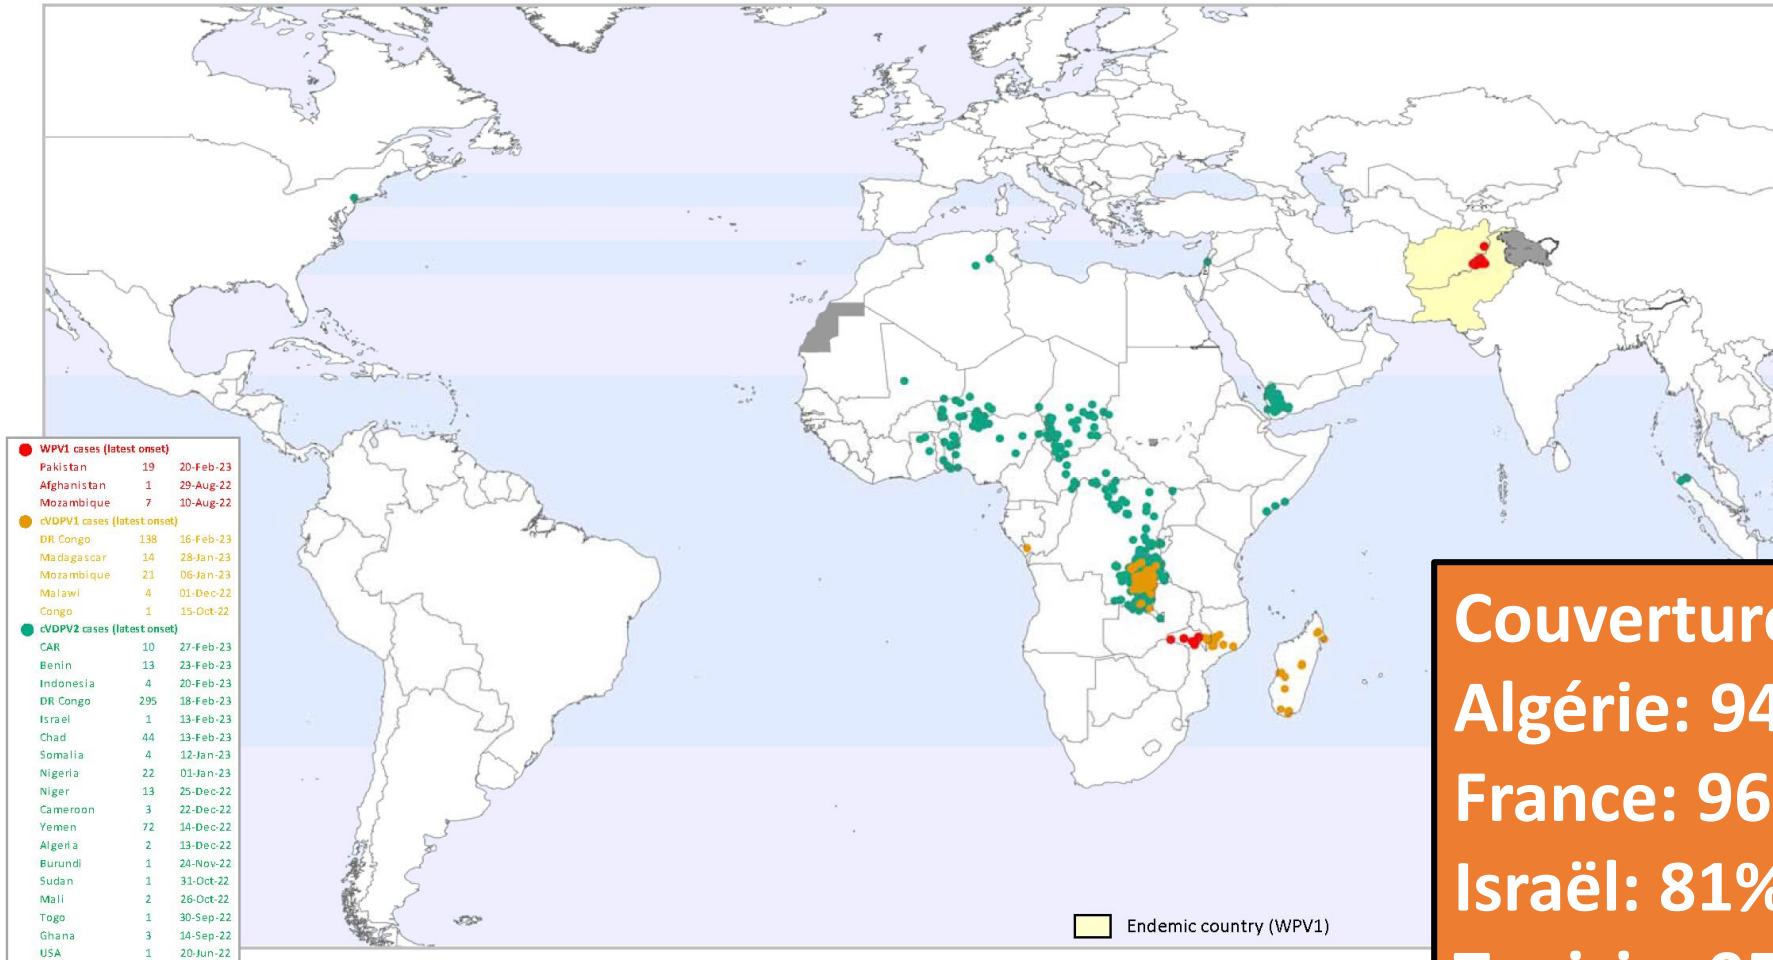 WPV1 cases (latest onset)
Pakistan 19 20-Feb-23
Afghanistan 1 29-Aug-22
Mozambique 7 10-Aug-22
cVDPV1 cases (latest onset)
DR Congo 138 16-Feb-23
Madagascar 14 28-Jan-23
Mozambique 21 06-Jan-23
Malawi 4 01-Dec-22
Congo 1 15-Oct-22
cVDPV2 cases (latest onset)
CAR 10 27-Feb-23
Benin 13 23-Feb-23
Indonesia 4 20-Feb-23
DR Congo 295 18-Feb-23
Israel 1 13-Feb-23
Chad 44 13-Feb-23
Somalia 4 12-Jan-23
Nigeria 22 01-Jan-23
Niger 13 25-Dec-22
Cameroon 3 22-Dec-22
Yemen 72 14-Dec-22
Algeria 2 13-Dec-22
Burundi 1 24-Nov-22
Sudan 1 31-Oct-22
Mali 2 26-Oct-22
Togo 1 30-Sep-22
Ghana 3 14-Sep-22
USA 1 20-Jun-22
Endemic country (WPV1)
Couverture
Algérie: 94
France: 96
Israël: 81%